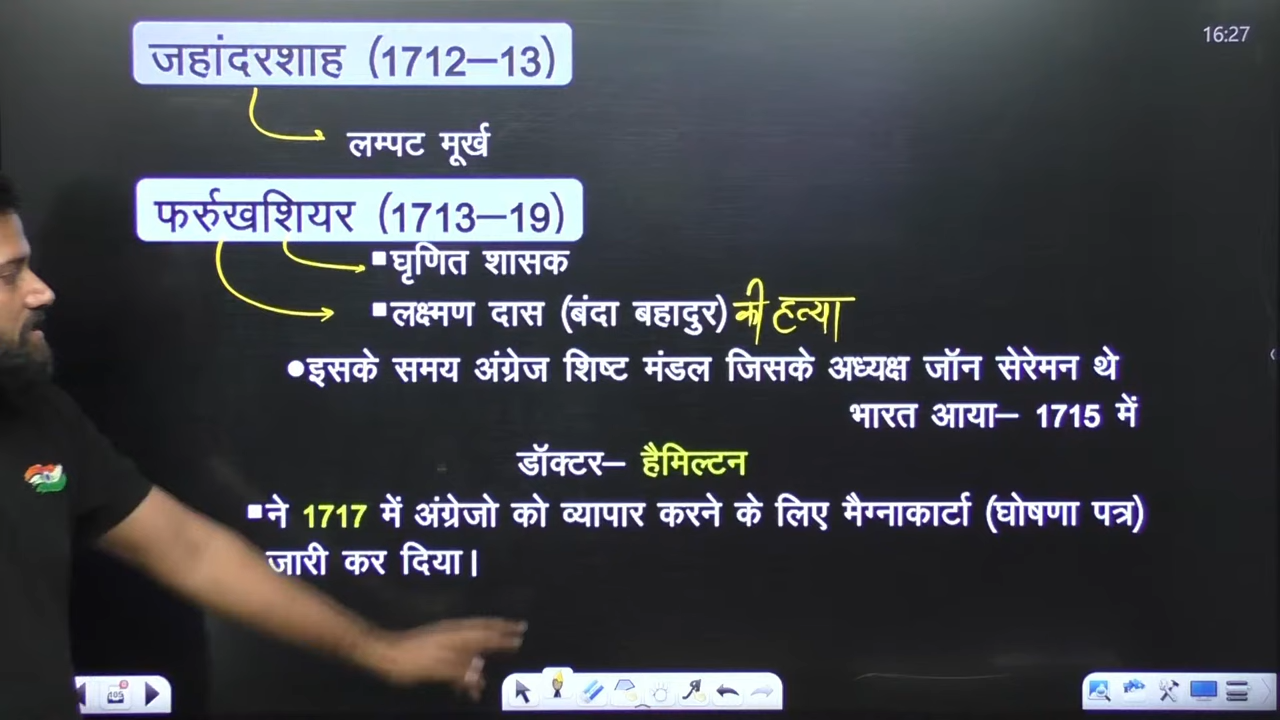 16:27
जहांदरशाह (1712–13)
लम्पट मूर्ख
फर्रुखशियर (1713–19)
▪घृणित शासक
▪लक्ष्मण दास (बंदा बहादुर) की हत्या
●इसके समय अंग्रेज शिष्ट मंडल जिसके अध्यक्ष जॉन सेरेमन थे
भारत आया– 1715 में
डॉक्टर– हैमिल्टन
▪ने 1717 में अंग्रेजो को व्यापार करने के लिए मैग्नाकार्टा (घोषणा पत्र)
जारी कर दिया।
105